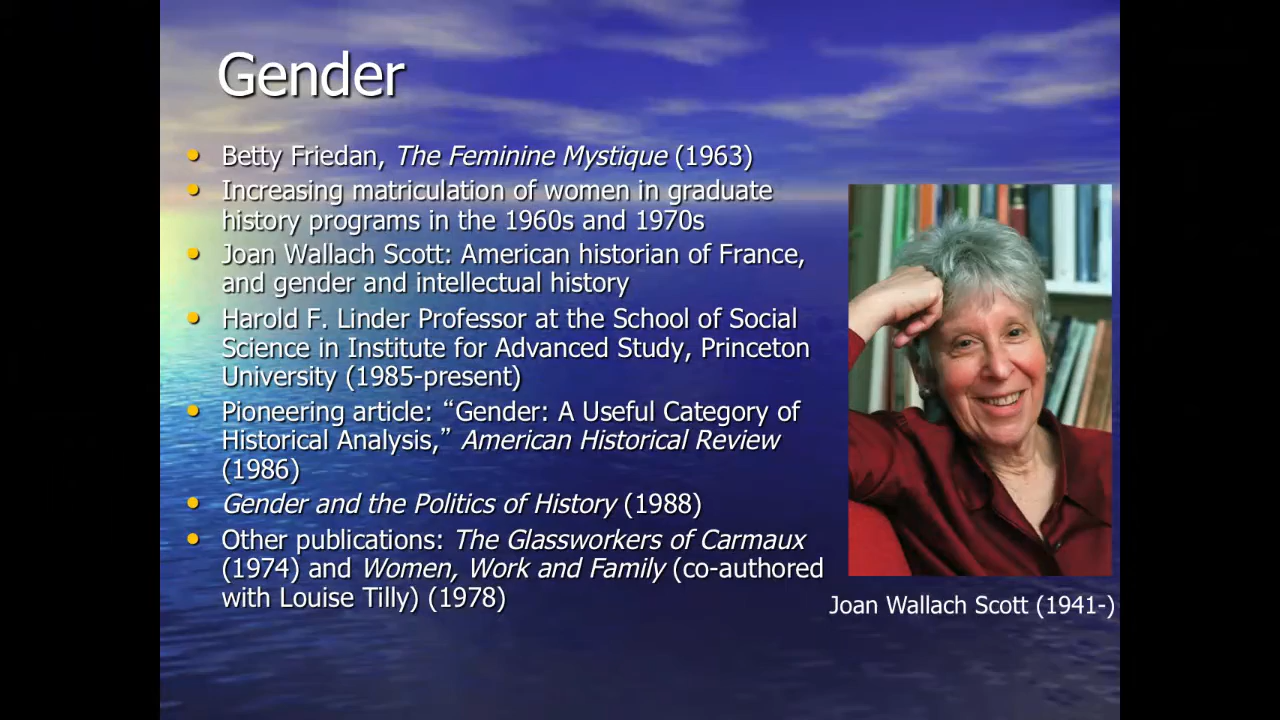 Gender
• Betty Friedan, The Feminine Mystique (1963)
• Increasing matriculation of women in graduate
history programs in the 1960s and 1970s
• Joan Wallach Scott: American historian of France,
and gender and intellectual history
• Harold F. Linder Professor at the School of Social
Science in Institute for Advanced Study, Princeton
University (1985-present)
• Pioneering article: “Gender: A Useful Category of
Historical Analysis,” American Historical Review
(1986)
• Gender and the Politics of History (1988)
• Other publications: The Glassworkers of Carmaux
(1974) and Women, Work and Family (co-authored
with Louise Tilly) (1978)
Joan Wallach Scott (1941-)